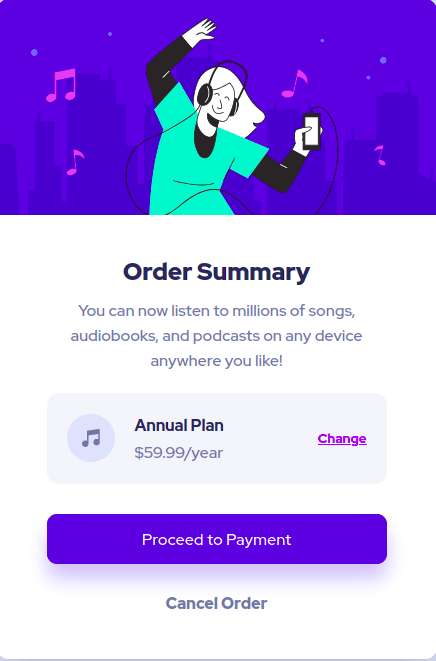 Order Summary
You can now listen to millions of songs,
audiobooks, and podcasts on any device
anywhere you like!
Annual Plan
$59.99/year
Change
Proceed to Payment
Cancel Order